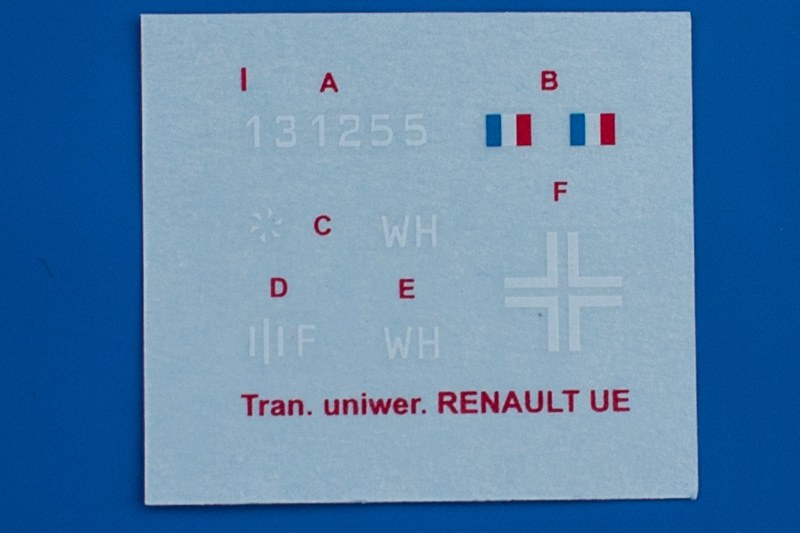 I A B
131255
F
C WH
D E
F WH
Tran. uniwer. RENAULT UE